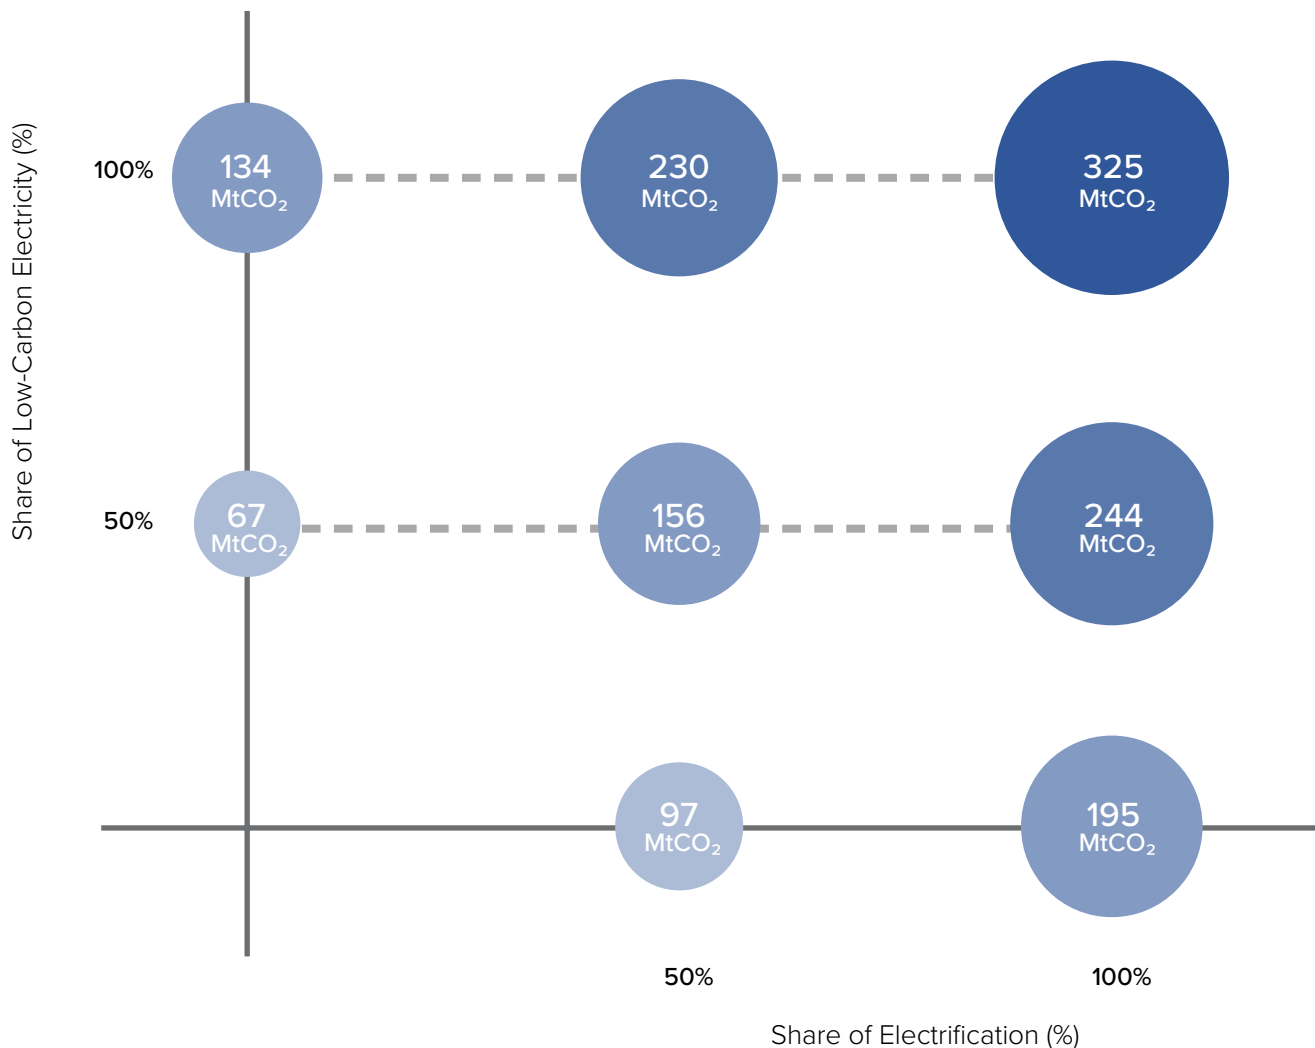 Share of Low-Carbon Electricity (%)
100%
134
MtCO₂
230
MtCO₂
325
MtCO₂
50%
67
MtCO₂
156
MtCO₂
244
MtCO₂
97
MtCO₂
195
MtCO₂
50%
100%
Share of Electrification (%)